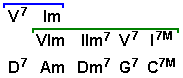 V⁷ Im
VIm IIm⁷ V⁷ I⁷ᴹ
D⁷ Am Dm⁷ G⁷ C⁷ᴹ